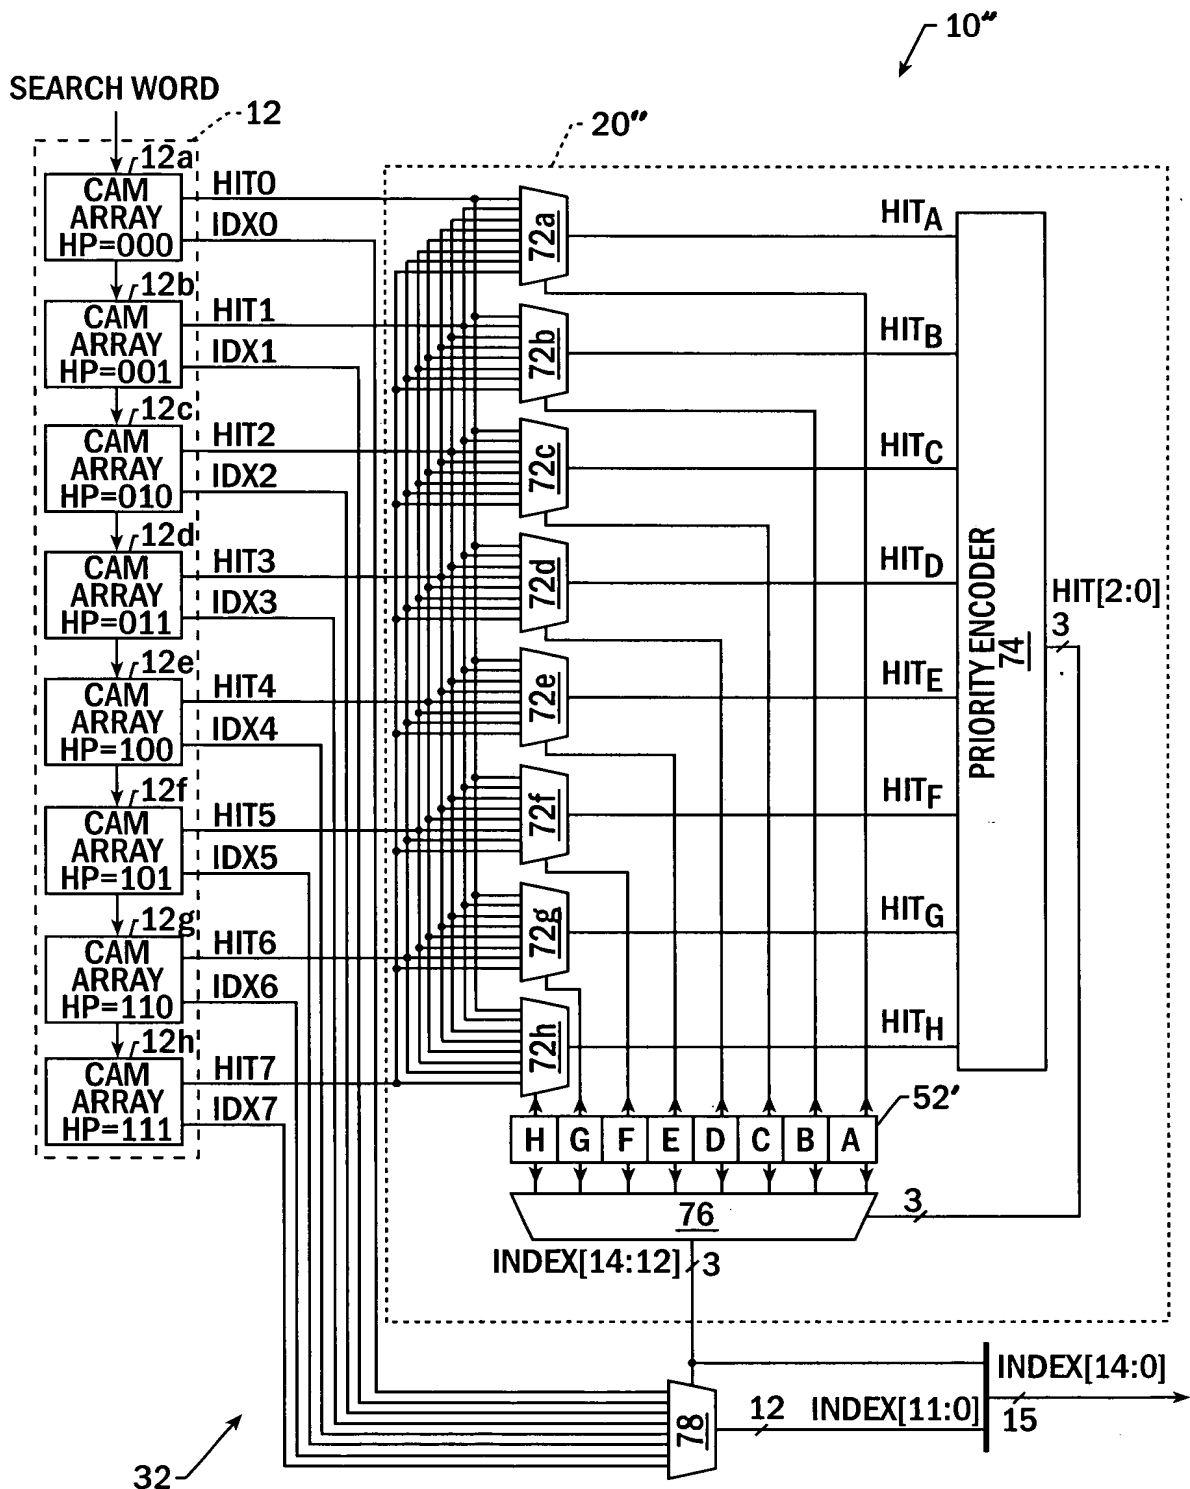 10"
SEARCH WORD
12
20"
12a
CAM
ARRAY
HP=000
HIT0
IDX0
72a
HITA
12b
CAM
ARRAY
HP=001
HIT1
IDX1
72b
HITB
12c
CAM
ARRAY
HP=010
HIT2
IDX2
72c
HITC
12d
CAM
ARRAY
HP=011
HIT3
IDX3
72d
HITD
12e
CAM
ARRAY
HP=100
HIT4
IDX4
72e
HITE
12f
CAM
ARRAY
HP=101
HIT5
IDX5
72f
HITF
12g
CAM
ARRAY
HP=110
HIT6
IDX6
72g
HITG
12h
CAM
ARRAY
HP=111
HIT7
IDX7
72h
HITH
PRIORITY ENCODER
74
HIT[2:0]
3
52'
H G F E D C B A
76
3
INDEX[14:12]
3
78
12
INDEX[11:0]
INDEX[14:0]
15
32